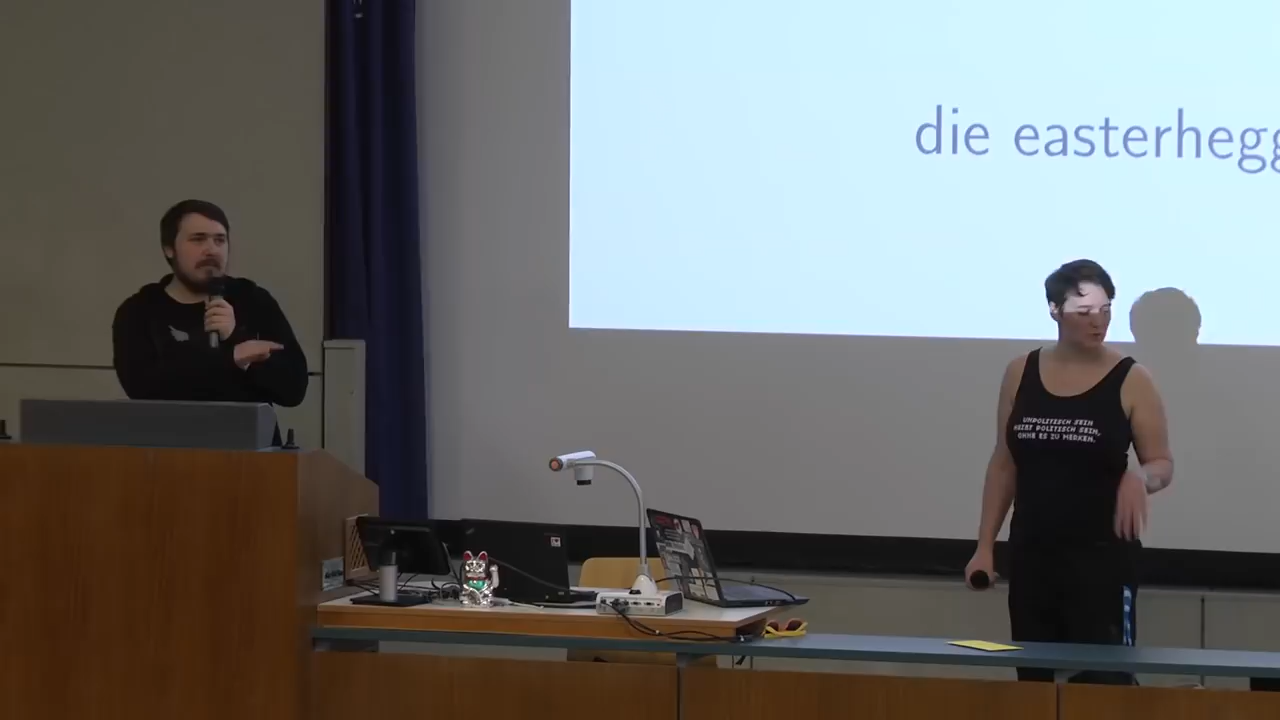 die easterhegg
UNPOLITISCH SEIN
HEIẞT POLITISCH SEIN,
OHNE ES ZU MERKEN.